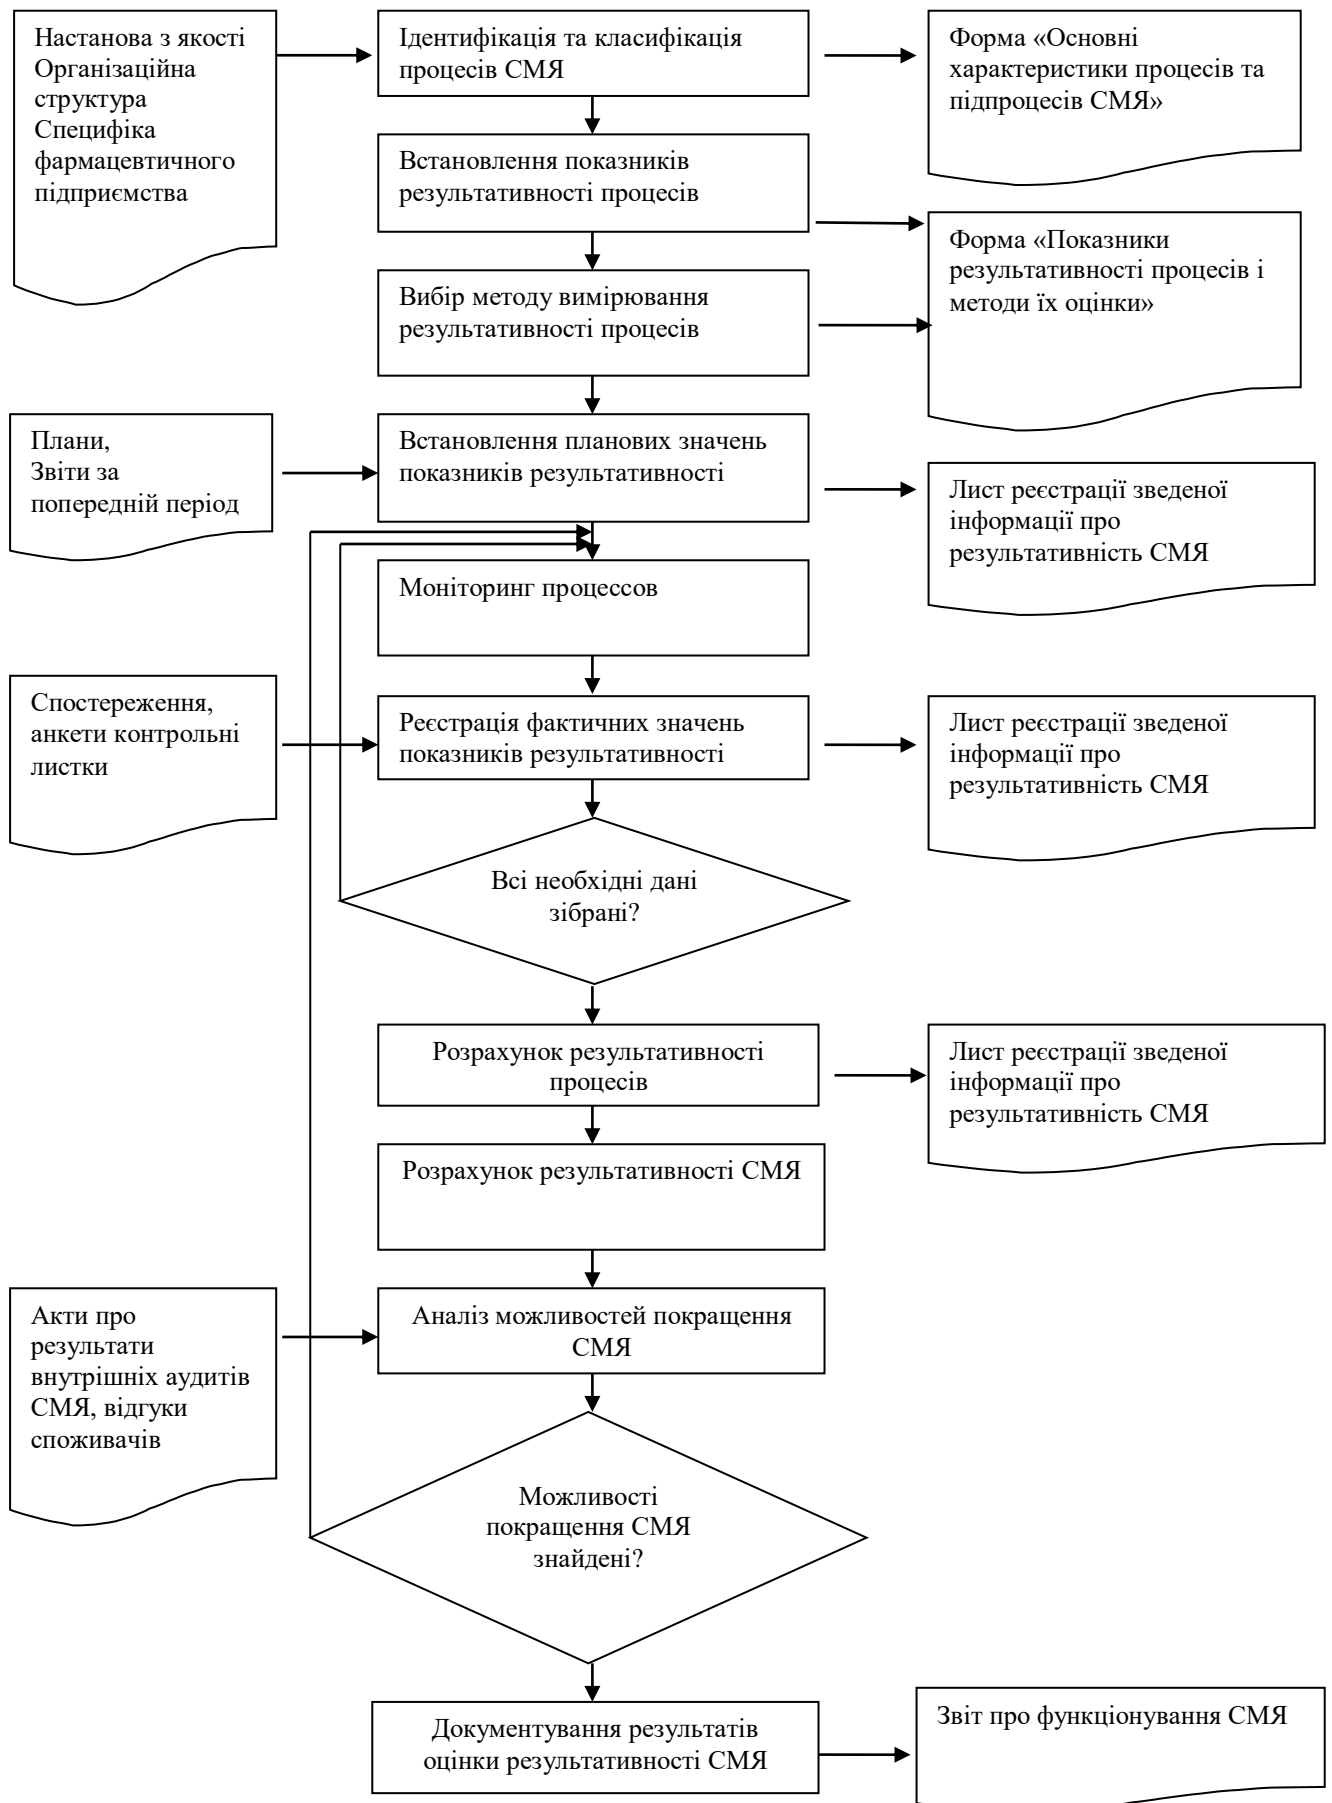 Настанова з якості
Організаційна
структура
Специфіка
фармацевтичного
підприємства
Ідентифікація та класифікація
процесів СМЯ
Форма «Основні
характеристики процесів та
підпроцесів СМЯ»
Встановлення показників
результативності процесів
Форма «Показники
результативності процесів і
методи їх оцінки»
Вибір методу вимірювання
результативності процесів
Плани,
Звіти за
попередній період
Встановлення планових значень
показників результативності
Лист реєстрації зведеної
інформації про
результативність СМЯ
Моніторинг процессов
Спостереження,
анкети контрольні
листки
Реєстрація фактичних значень
показників результативності
Лист реєстрації зведеної
інформації про
результативність СМЯ
Всі необхідні дані
зібрані?
Розрахунок результативності
процесів
Лист реєстрації зведеної
інформації про
результативність СМЯ
Розрахунок результативності СМЯ
Акти про
результати
внутрішніх аудитів
СМЯ, відгуки
споживачів
Аналіз можливостей покращення
СМЯ
Можливості
покращення СМЯ
знайдені?
Документування результатів
оцінки результативності СМЯ
Звіт про функціонування СМЯ